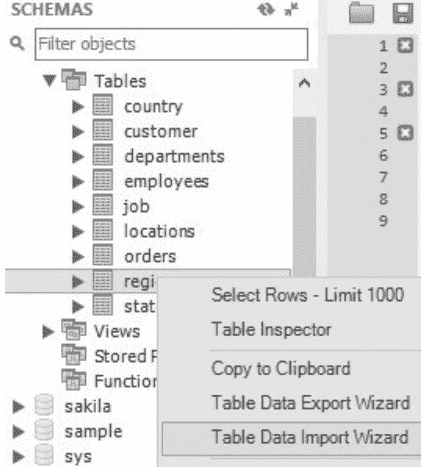 SCHEMAS
Filter objects
Tables
country
customer
departments
employees
job
locations
orders
regi
stat
Views
Stored F
Function
sakila
sample
sys
1
2
3
4
5
6
7
8
9
Select Rows - Limit 1000
Table Inspector
Copy to Clipboard
Table Data Export Wizard
Table Data Import Wizard